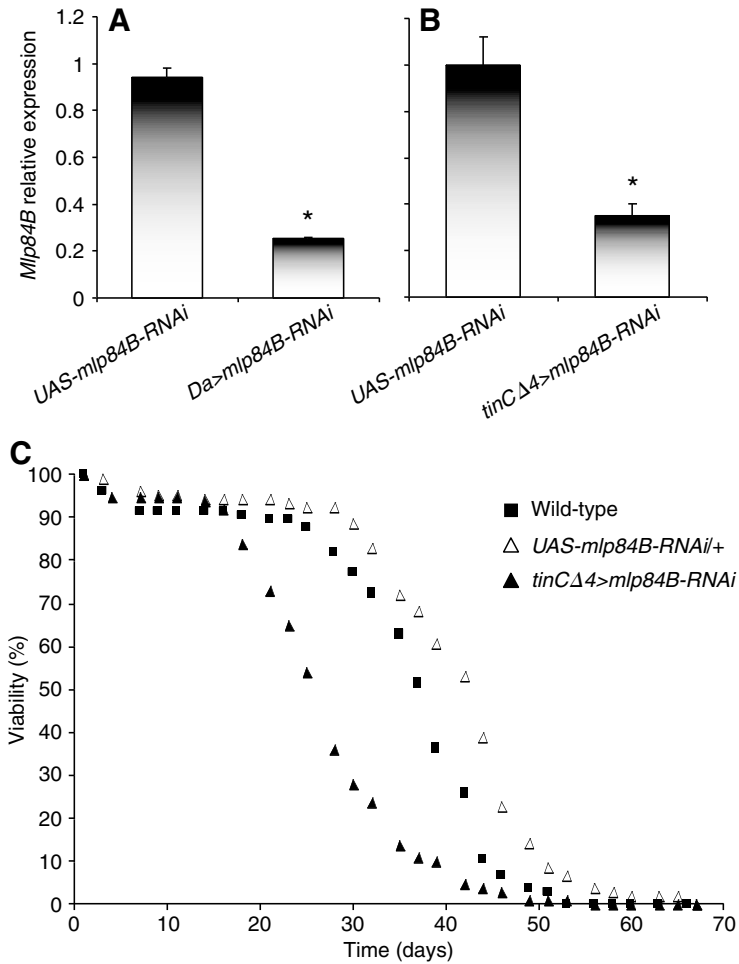 A
B
1.2
1
0.8
0.6
0.4
0.2
0
Mlp84B relative expression
*
*
UAS-mlp84B-RNAi
Da>mlp84B-RNAi
UAS-mlp84B-RNAi
tinCΔ4>mlp84B-RNAi
C
100
90
80
70
60
50
40
30
20
10
0
Viability (%)
Wild-type
UAS-mlp84B-RNAi/+
tinCΔ4>mlp84B-RNAi
0 10 20 30 40 50 60 70
Time (days)